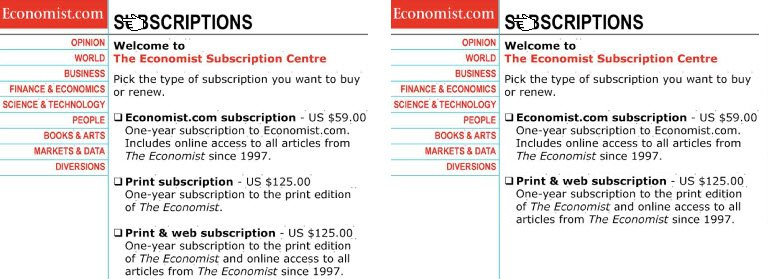 Economist.com
SUBSCRIPTIONS
OPINION
WORLD
BUSINESS
FINANCE & ECONOMICS
SCIENCE & TECHNOLOGY
PEOPLE
BOOKS & ARTS
MARKETS & DATA
DIVERSIONS
Welcome to
The Economist Subscription Centre
Pick the type of subscription you want to buy
or renew.
Economist.com subscription - US $59.00
One-year subscription to Economist.com.
Includes online access to all articles from
The Economist since 1997.
Print subscription - US $125.00
One-year subscription to the print edition
of The Economist.
Print & web subscription - US $125.00
One-year subscription to the print edition
of The Economist and online access to all
articles from The Economist since 1997.
Economist.com
SUBSCRIPTIONS
OPINION
WORLD
BUSINESS
FINANCE & ECONOMICS
SCIENCE & TECHNOLOGY
PEOPLE
BOOKS & ARTS
MARKETS & DATA
DIVERSIONS
Welcome to
The Economist Subscription Centre
Pick the type of subscription you want to buy
or renew.
Economist.com subscription - US $59.00
One-year subscription to Economist.com.
Includes online access to all articles from
The Economist since 1997.
Print & web subscription - US $125.00
One-year subscription to the print edition
of The Economist and online access to all
articles from The Economist since 1997.